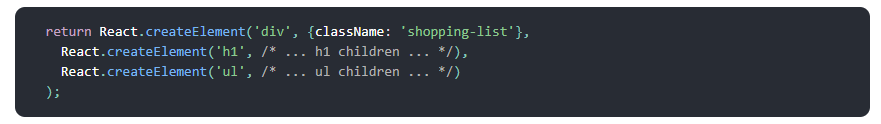 return React.createElement('div', {className: 'shopping-list'},
  React.createElement('h1', /* ... h1 children ... */),
  React.createElement('ul', /* ... ul children ... */)
);